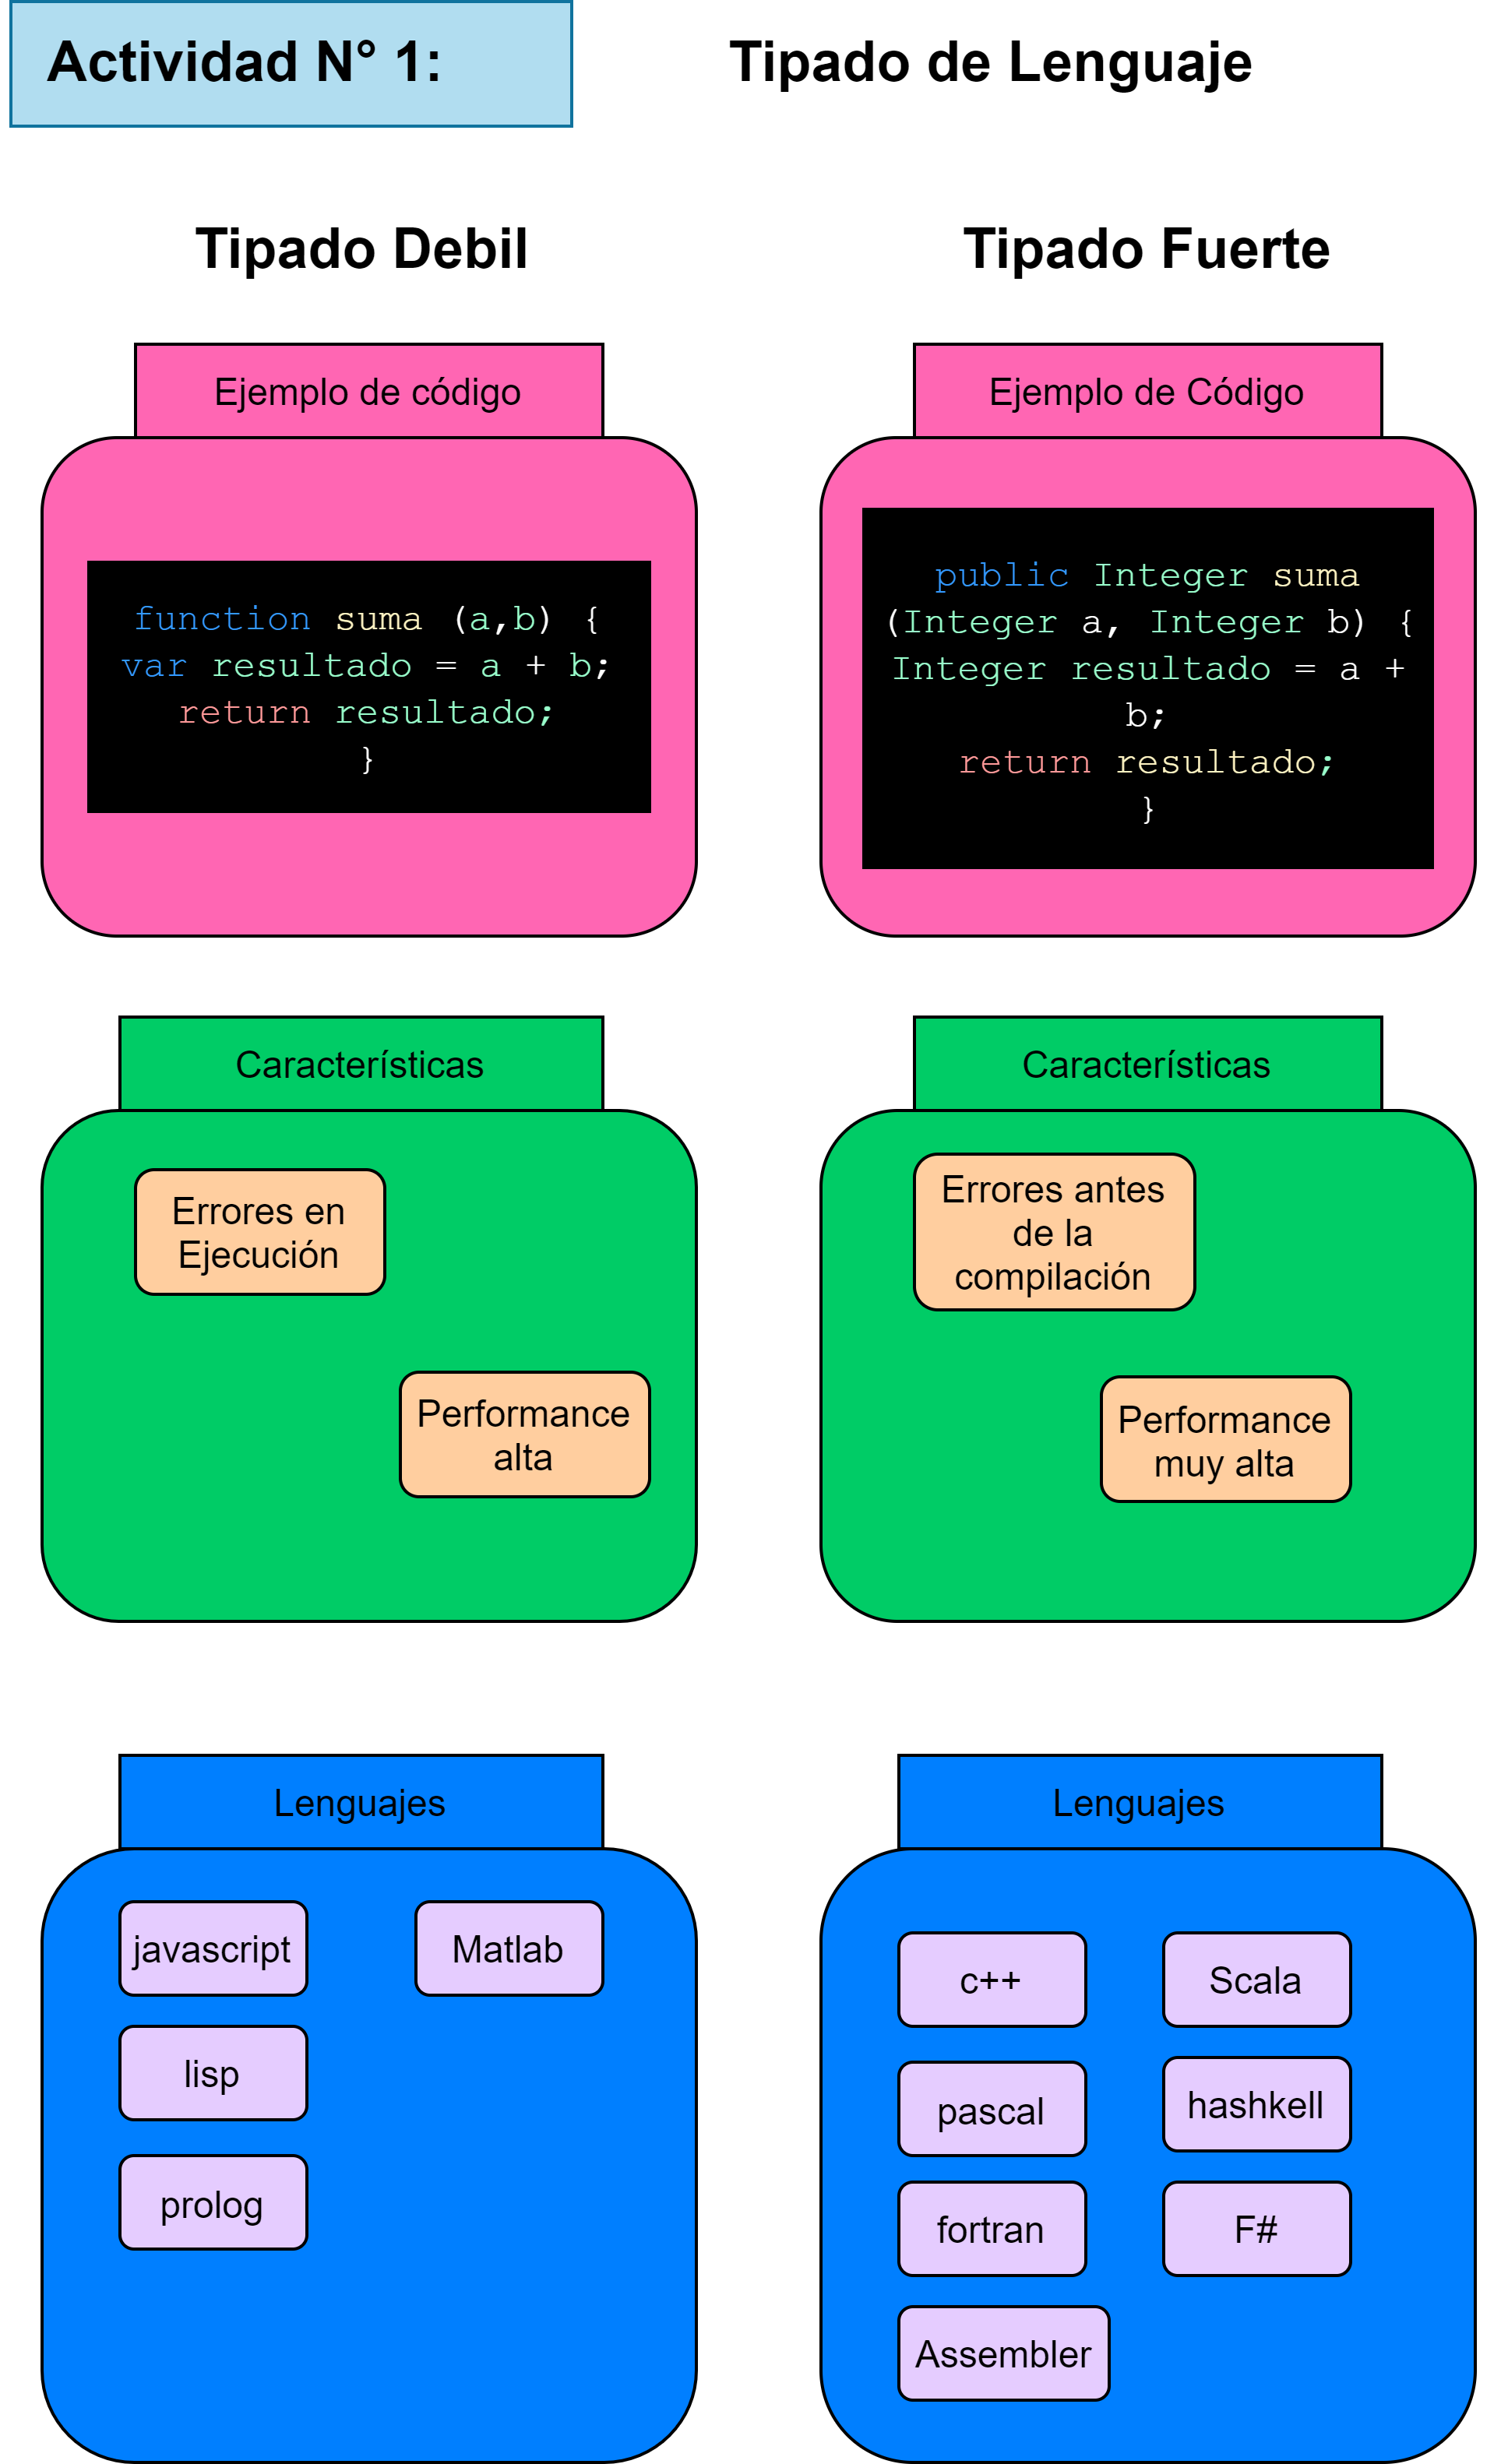 Actividad N° 1:
Tipado de Lenguaje
Tipado Debil
Ejemplo de código
function suma (a,b) {
var resultado = a + b;
return resultado;
}
Características
Errores en
Ejecución
Performance
alta
Lenguajes
javascript
Matlab
lisp
prolog
Tipado Fuerte
Ejemplo de Código
public Integer suma
(Integer a, Integer b) {
Integer resultado = a +
b;
return resultado;
}
Características
Errores antes
de la
compilación
Performance
muy alta
Lenguajes
c++
Scala
pascal
hashkell
fortran
F#
Assembler